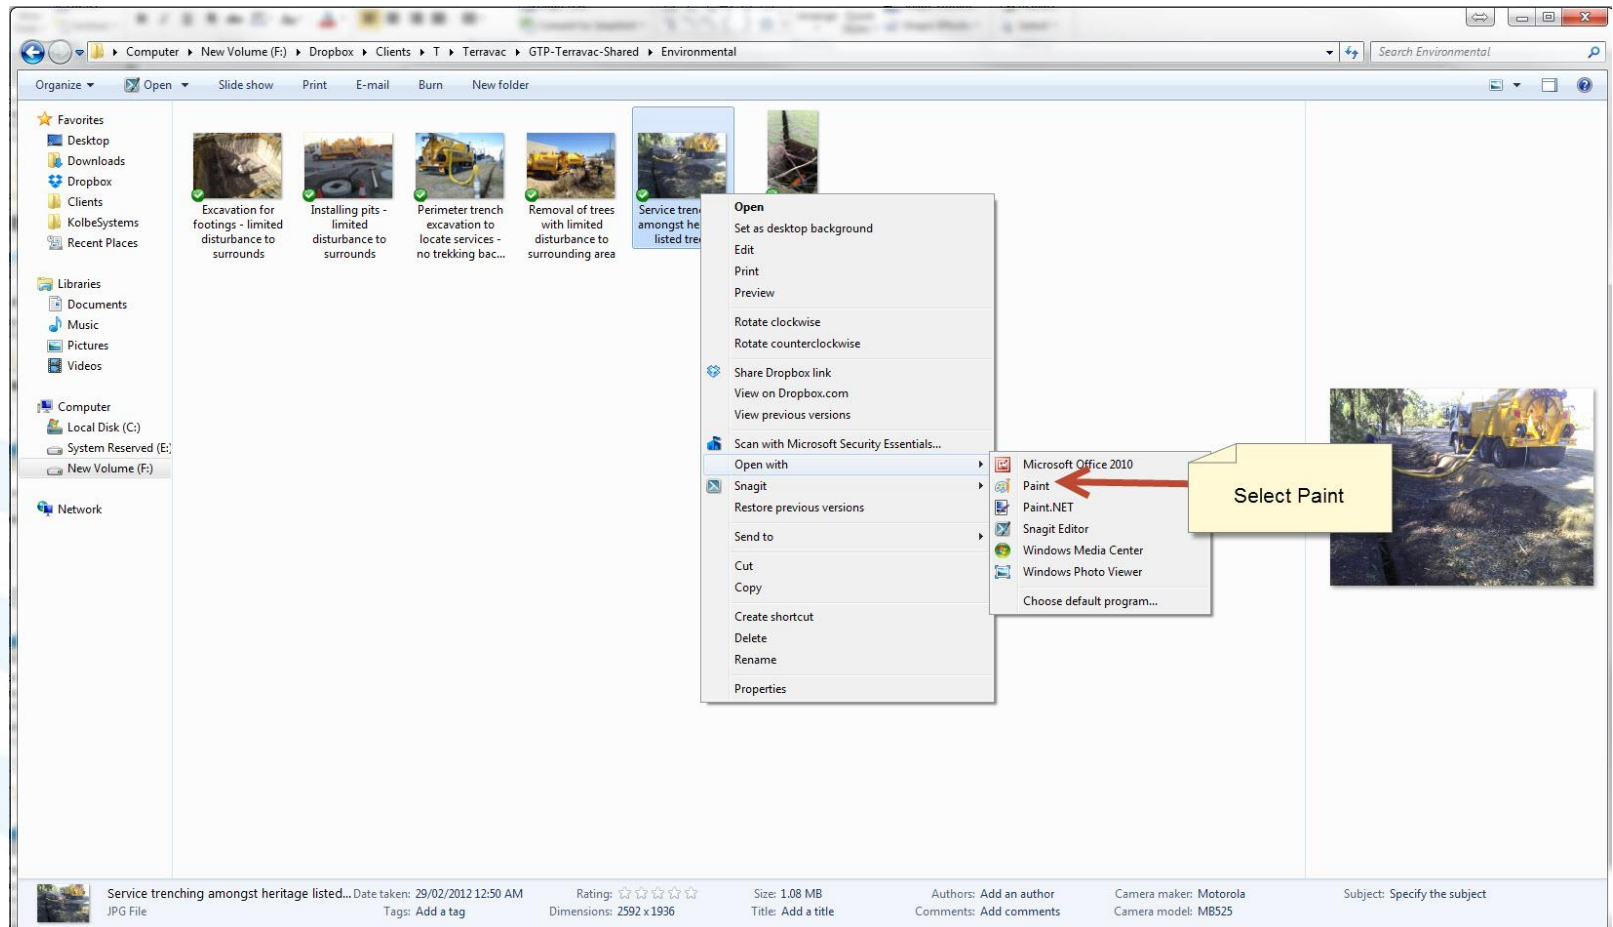 Computer ▸ New Volume (F:) ▸ Dropbox ▸ Clients ▸ T ▸ Terravac ▸ GTP-Terravac-Shared ▸ Environmental
Search Environmental
Organize
Open
Slide show
Print
E-mail
Burn
New folder
Favorites
Desktop
Downloads
Dropbox
Clients
KolbeSystems
Recent Places
Libraries
Documents
Music
Pictures
Videos
Computer
Local Disk (C:)
System Reserved (E:)
New Volume (F:)
Network
Excavation for
footings - limited
disturbance to
surrounds
Installing pits -
limited
disturbance to
surrounds
Perimeter trench
excavation to
locate services -
no trekking bac...
Removal of trees
with limited
disturbance to
surrounding area
Service tren
amongst he
listed tre
Open
Set as desktop background
Edit
Print
Preview
Rotate clockwise
Rotate counterclockwise
Share Dropbox link
View on Dropbox.com
View previous versions
Scan with Microsoft Security Essentials...
Open with
Snagit
Restore previous versions
Send to
Cut
Copy
Create shortcut
Delete
Rename
Properties
Microsoft Office 2010
Paint
Paint.NET
Snagit Editor
Windows Media Center
Windows Photo Viewer
Choose default program...
Select Paint
Service trenching amongst heritage listed... Date taken: 29/02/2012 12:50 AM Rating: Size: 1.08 MB Authors: Add an author Camera maker: Motorola Subject: Specify the subject
JPG File Tags: Add a tag Dimensions: 2592 x 1936 Title: Add a title Comments: Add comments Camera model: MB525